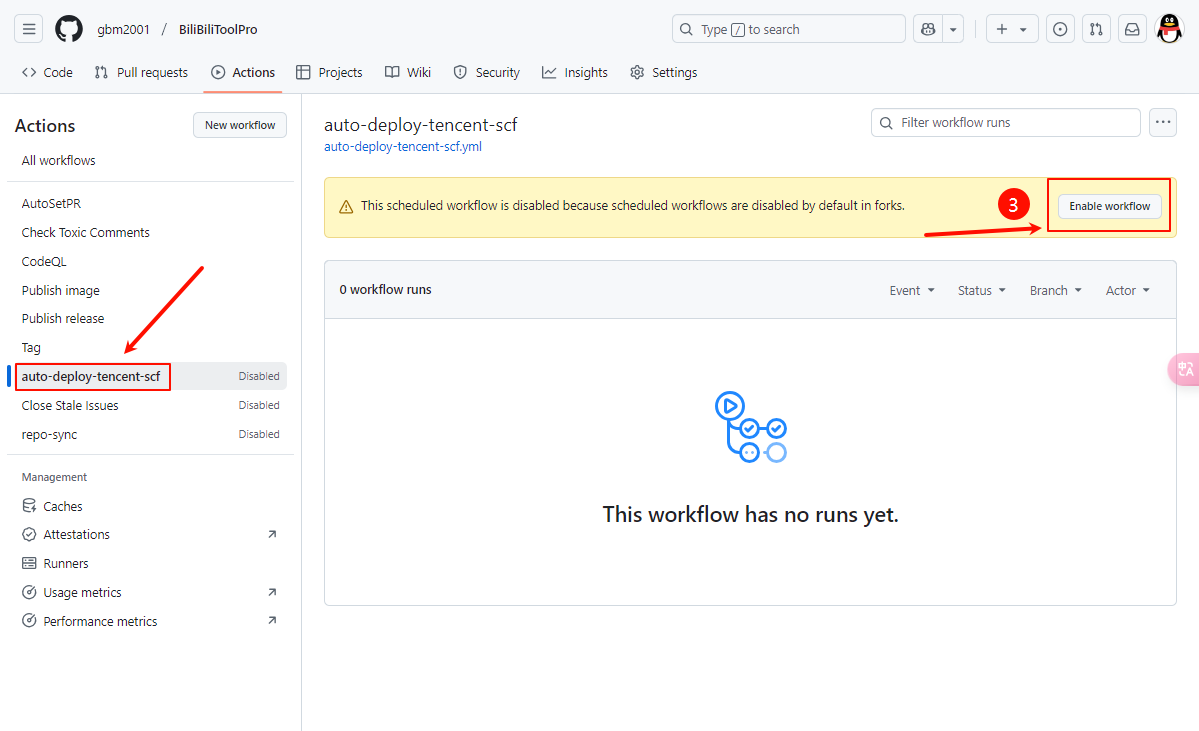 gbm2001 / BiliBiliToolPro
Type / to search
Code
Pull requests
Actions
Projects
Wiki
Security
Insights
Settings
Actions
New workflow
All workflows
AutoSetPR
Check Toxic Comments
CodeQL
Publish image
Publish release
Tag
auto-deploy-tencent-scf Disabled
Close Stale Issues Disabled
repo-sync Disabled
Management
Caches
Attestations
Runners
Usage metrics
Performance metrics
auto-deploy-tencent-scf
auto-deploy-tencent-scf.yml
Filter workflow runs
This scheduled workflow is disabled because scheduled workflows are disabled by default in forks.
3
Enable workflow
0 workflow runs
Event
Status
Branch
Actor
This workflow has no runs yet.
中A